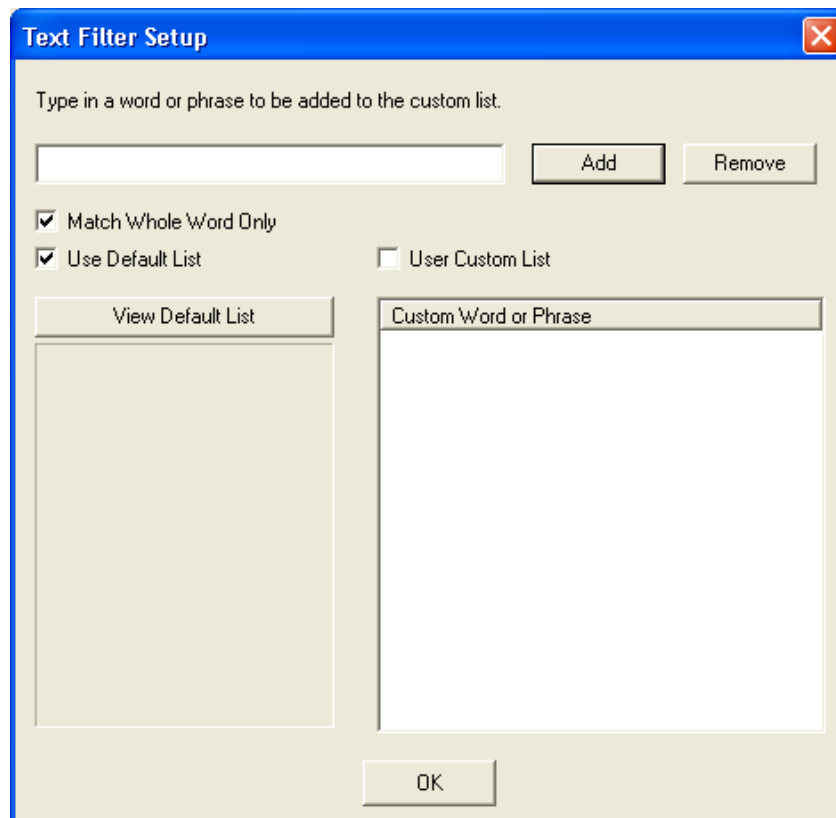 Text Filter Setup
Type in a word or phrase to be added to the custom list.
Add Remove
Match Whole Word Only
Use Default List User Custom List
View Default List Custom Word or Phrase
OK